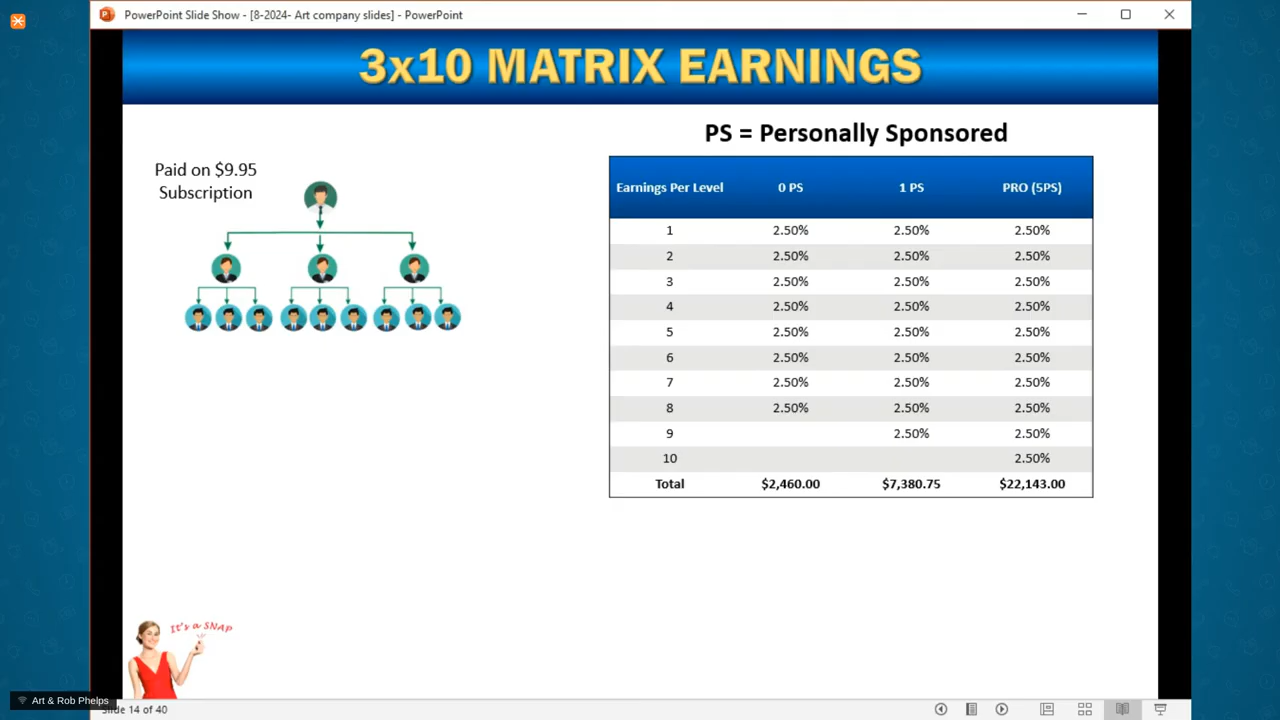 PowerPoint Slide Show - [8-2024- Art company slides] - PowerPoint
3x10 MATRIX EARNINGS
Paid on $9.95
Subscription
PS = Personally Sponsored
Earnings Per Level 0 PS 1 PS PRO (5PS)
1 2.50% 2.50% 2.50%
2 2.50% 2.50% 2.50%
3 2.50% 2.50% 2.50%
4 2.50% 2.50% 2.50%
5 2.50% 2.50% 2.50%
6 2.50% 2.50% 2.50%
7 2.50% 2.50% 2.50%
8 2.50% 2.50% 2.50%
9 2.50% 2.50%
10 2.50%
Total $2,460.00 $7,380.75 $22,143.00
It's a SNAP
Art & Rob Phelps
Slide 14 of 40